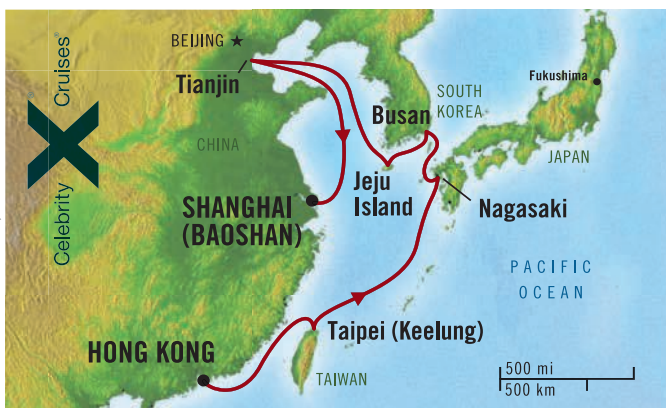 Celebrity X Cruises®
BEIJING ★
Tianjin
CHINA
SOUTH
KOREA
Fukushima
Busan
JAPAN
SHANGHAI
(BAOSHAN)
Jeju
Island
Nagasaki
PACIFIC
OCEAN
Taipei (Keelung)
HONG KONG
TAIWAN
500 mi
500 km